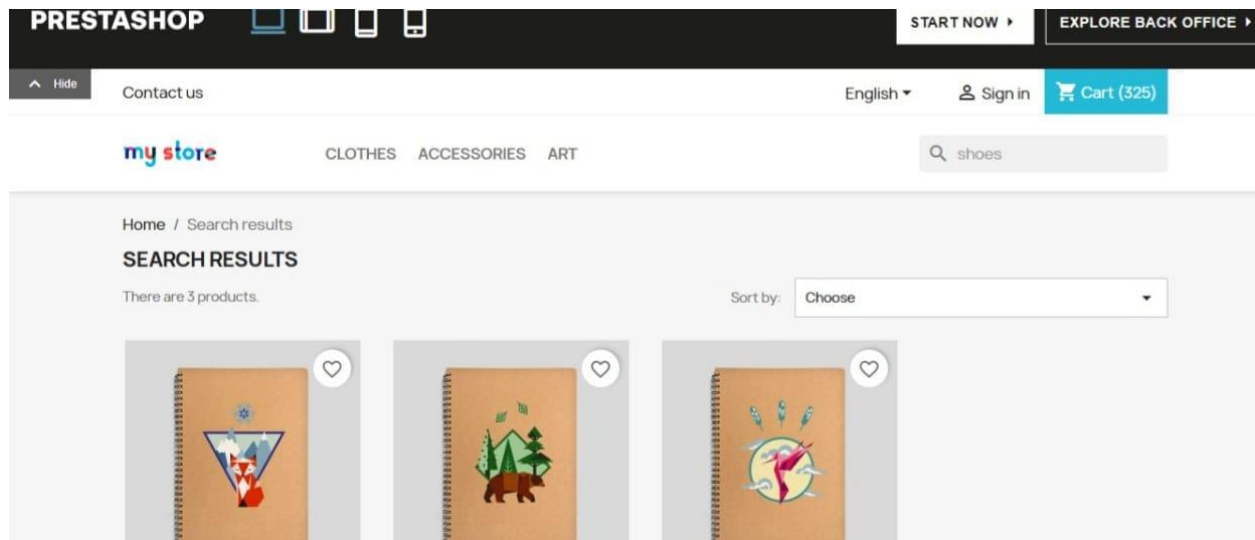 PRESTASHOP
START NOW
EXPLORE BACK OFFICE
Hide
Contact us
English
Sign in
Cart (325)
my store
CLOTHES ACCESSORIES ART
shoes
Home / Search results
SEARCH RESULTS
There are 3 products.
Sort by:
Choose